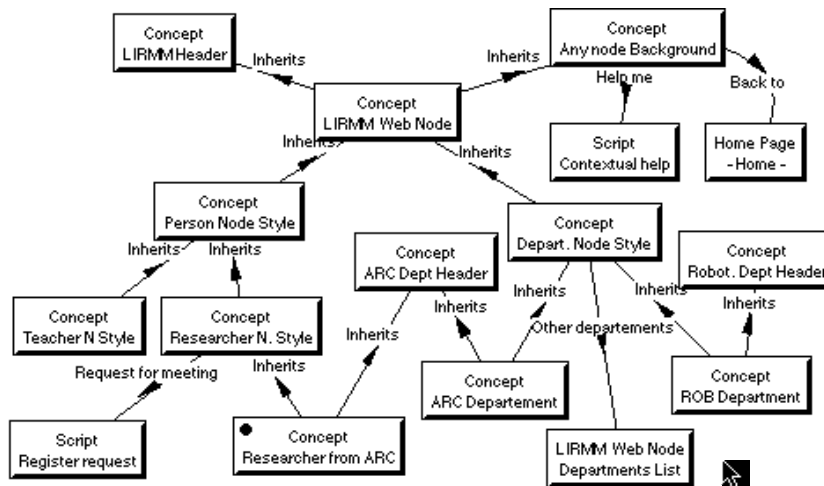 Concept
LIRMM Header
Inherits
Inherits
Concept
Any node Background
Help me
Back to
Concept
LIRMM Web Node
Script
Contextual help
Home Page
- Home -
Inherits
Inherits
Concept
Person Node Style
Concept
Depart. Node Style
Inherits
Inherits
Concept
ARC Dept Header
Concept
Robot. Dept Header
Concept
Teacher N Style
Concept
Researcher N. Style
Inherits
Inherits
Inherits
Inherits
Inherits
Other departements
Request for meeting
Inherits
Concept
ARC Departement
Concept
ROB Department
Script
Register request
Concept
Researcher from ARC
LIRMM Web Node
Departments List